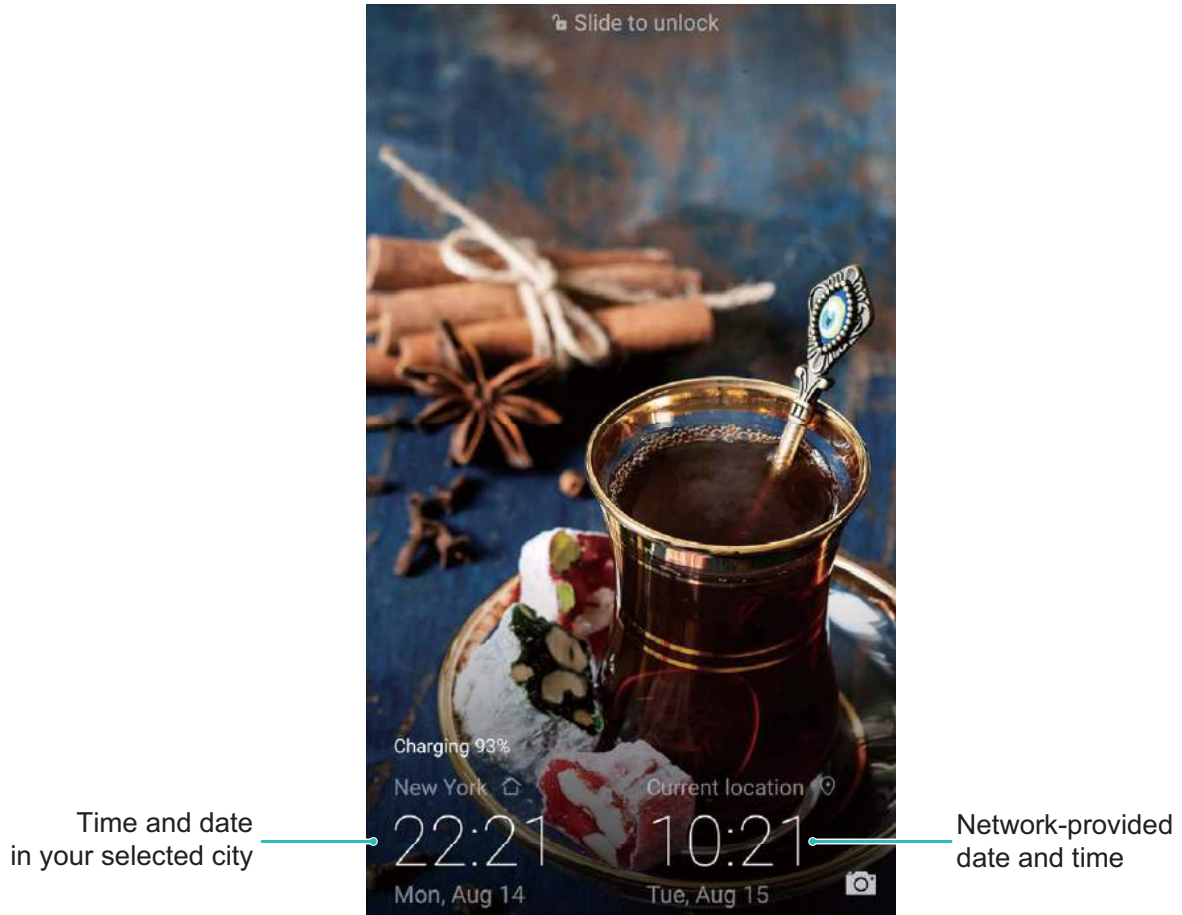 Slide to unlock
Charging 93%
New York
Current location
22:21
10:21
Mon, Aug 14
Tue, Aug 15
Time and date
in your selected city
Network-provided
date and time